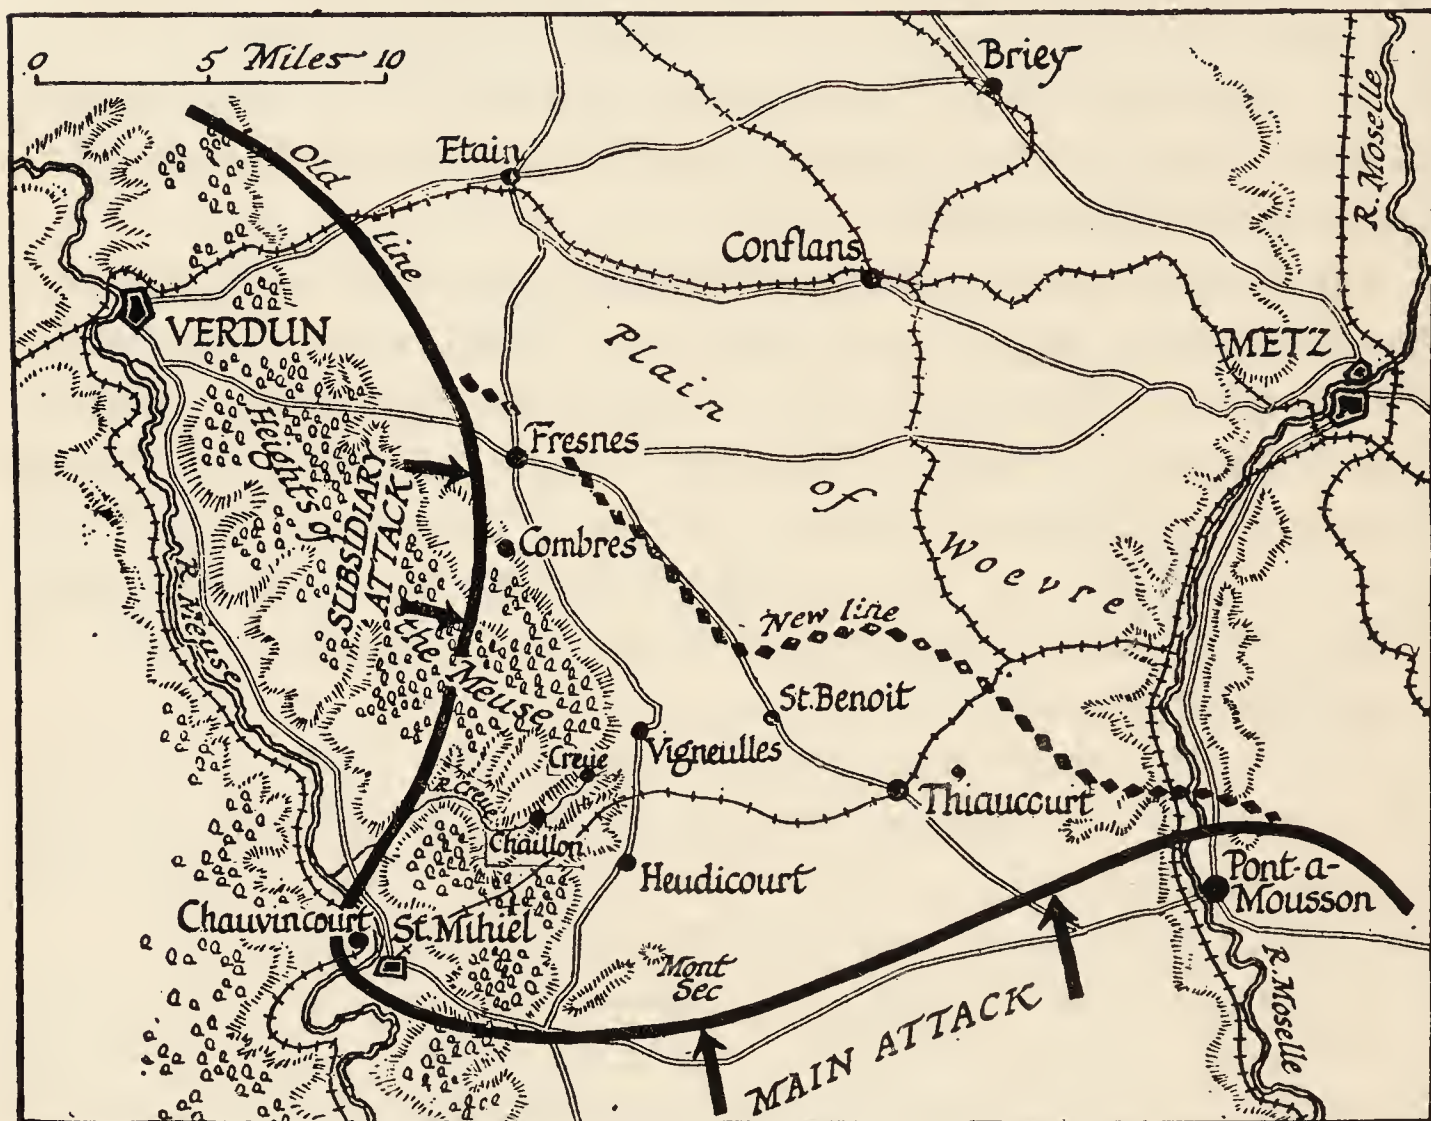 0 5 Miles 10
Briey
R. Moselle
Etain
Old line
Conflans
VERDUN
METZ
Plain of Woevre
Fresnes
Heights of the Meuse
SUBSIDIARY
ATTACK
Combres
R. Meuse
New line
St. Benoit
Vigneulles
Creue
R. Creue
Thiaucourt
Chaillon
Heudicourt
Pont-a-
Mousson
Chauvincourt
St. Mihiel
Mont
Sec
MAIN ATTACK
R. Moselle